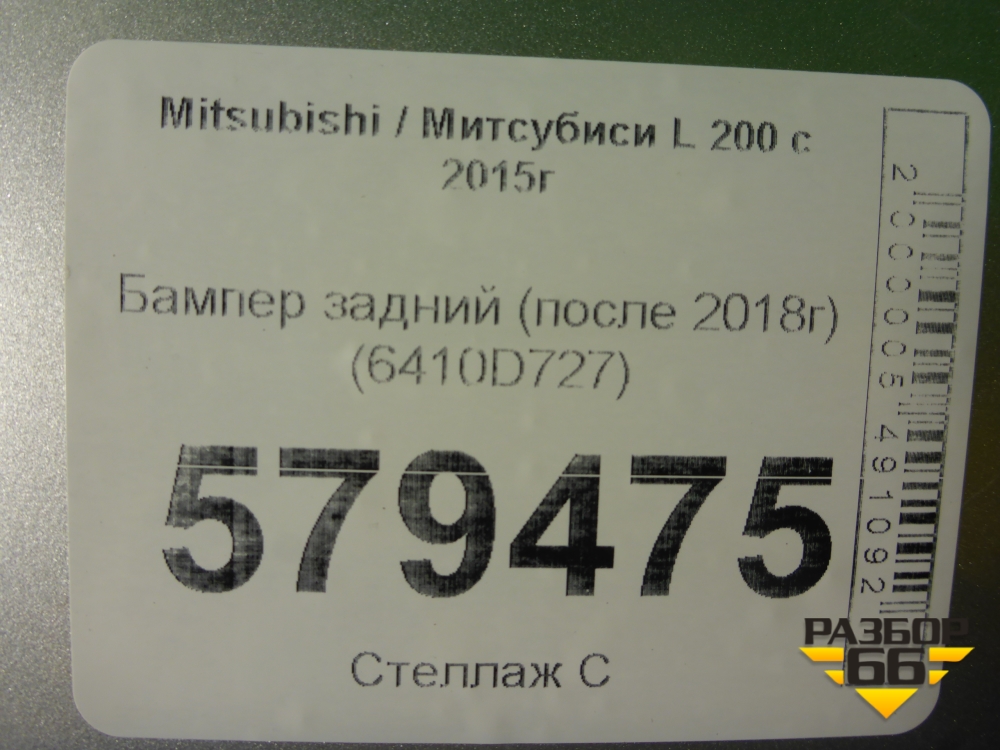 Mitsubishi / Митсубиси L 200 с
2015г
Бампер задний (после 2018г)
(6410D727)
579475
Стеллаж С
2000005491092
РАЗБОР
66